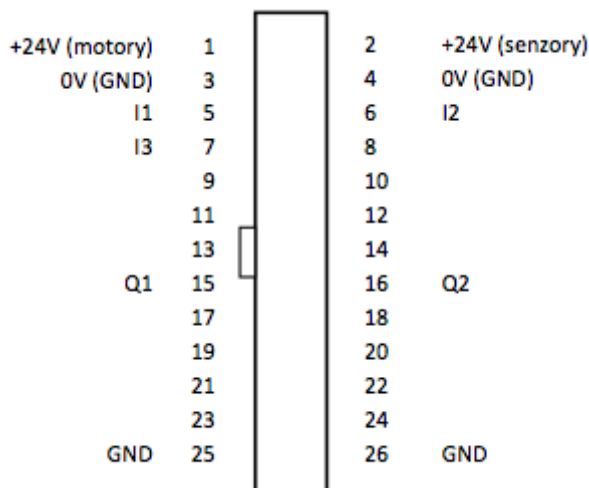 +24V (motory) 1 2 +24V (senzory)
0V (GND) 3 4 0V (GND)
I1 5 6 I2
I3 7 8
9 10
11 12
13 14
Q1 15 16 Q2
17 18
19 20
21 22
23 24
GND 25 26 GND